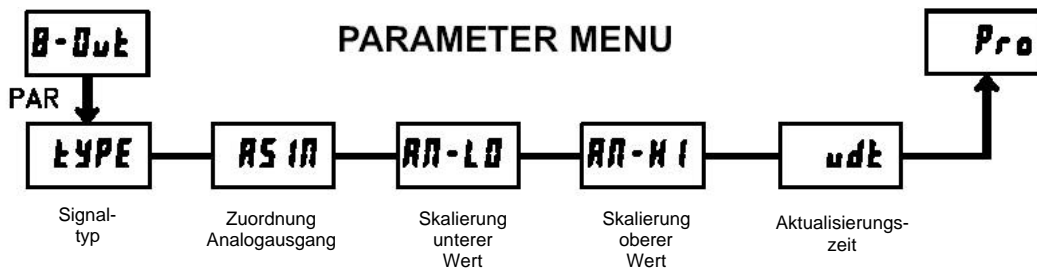 8-Out
PARAMETER MENU
Pro
PAR
tYPE
ASIN
AN-LO
AN-HI
udt
Signal-
typ
Zuordnung
Analogausgang
Skalierung
unterer
Wert
Skalierung
oberer
Wert
Aktualisierungs-
zeit